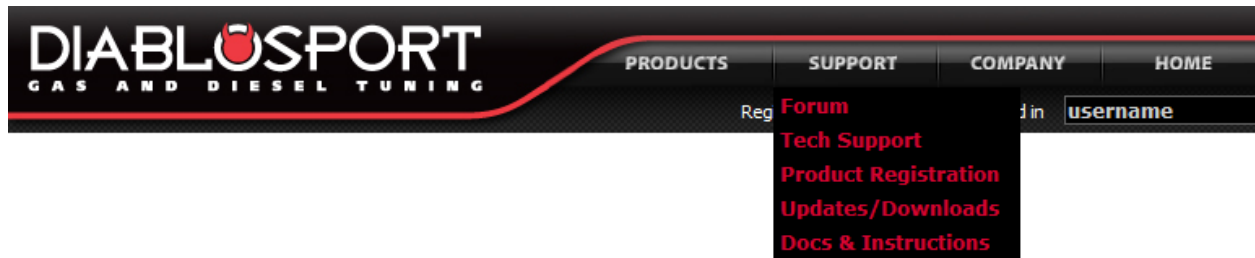 DIABLOSPORT
GAS AND DIESEL TUNING
PRODUCTS SUPPORT COMPANY HOME
username
Forum
Tech Support
Product Registration
Updates/Downloads
Docs & Instructions